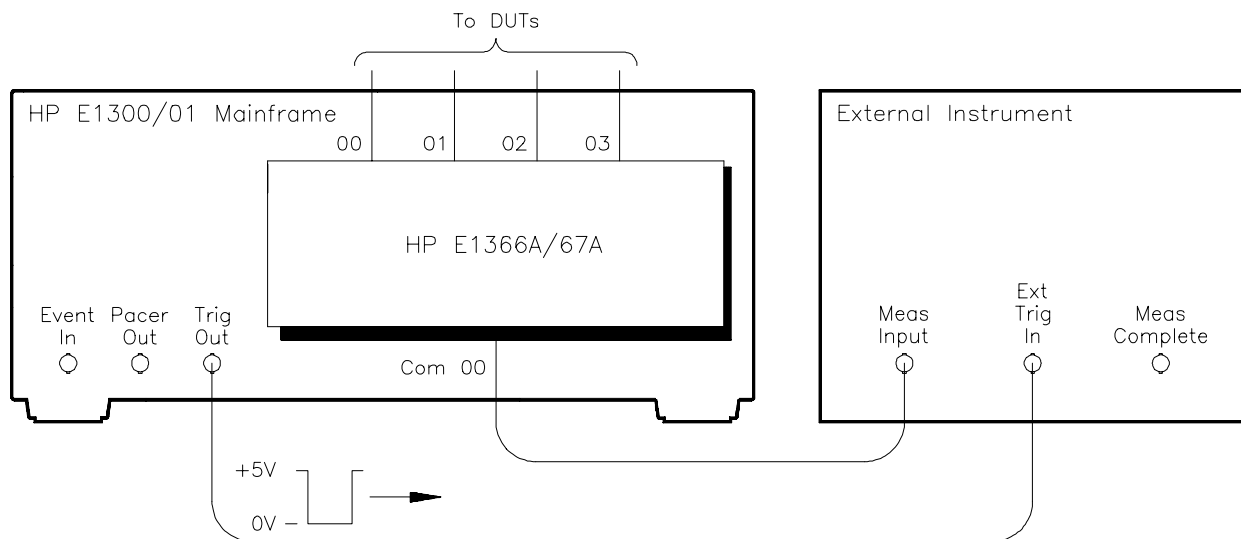 To DUTs
HP E1300/01 Mainframe
External Instrument
00
01
02
03
HP E1366A/67A
Event
In
Pacer
Out
Trig
Out
Meas
Input
Ext
Trig
In
Meas
Complete
Com 00
+5V
0V